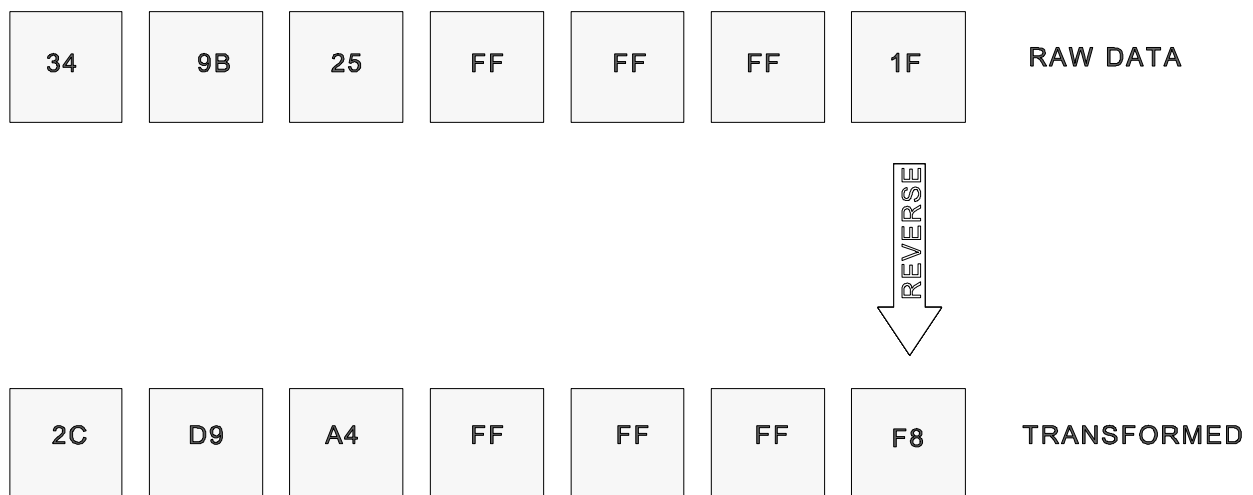 34 9B 25 FF FF FF 1F RAW DATA
REVERSE
2C D9 A4 FF FF FF F8 TRANSFORMED